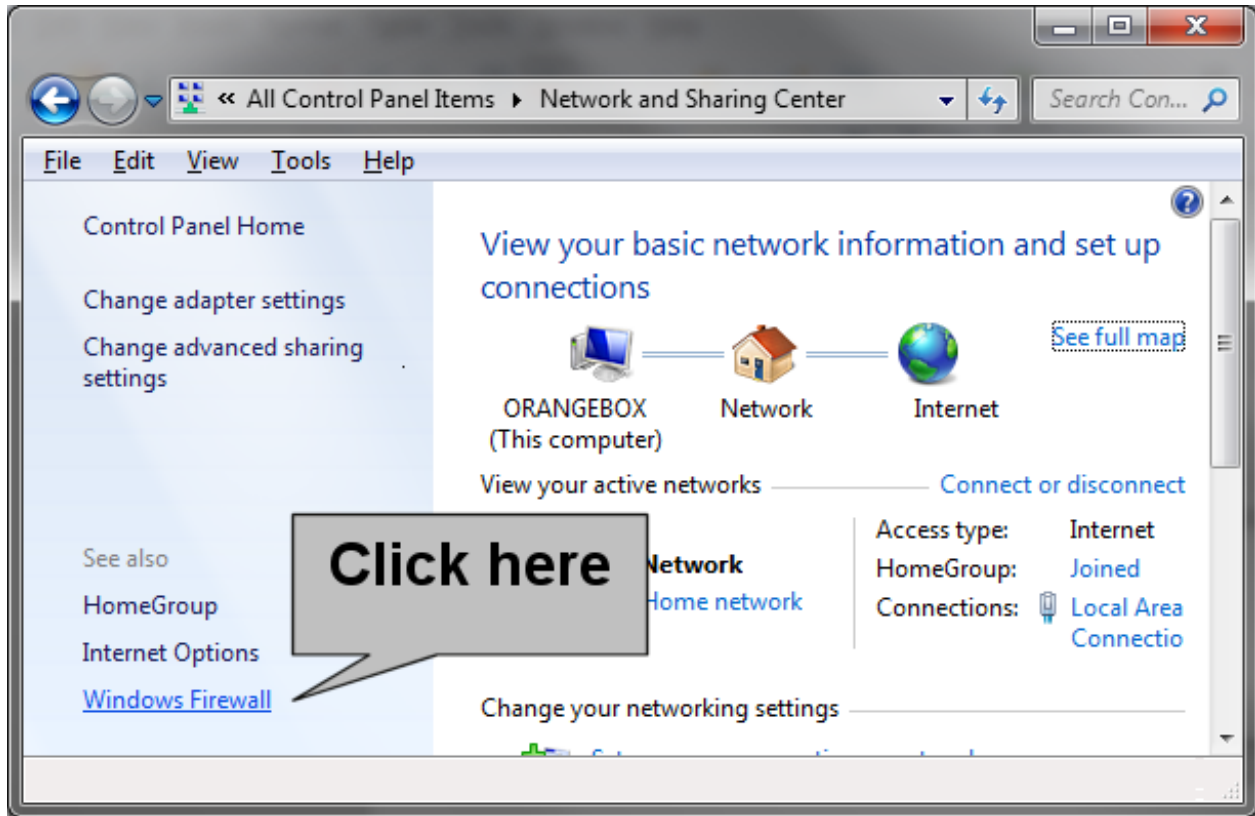 « All Control Panel Items ▸ Network and Sharing Center
Search Con...
File Edit View Tools Help
Control Panel Home
Change adapter settings
Change advanced sharing
settings
See also
HomeGroup
Internet Options
Windows Firewall
Click here
View your basic network information and set up
connections
See full map
ORANGEBOX
(This computer)
Network
Internet
View your active networks
Connect or disconnect
Network
Home network
Access type: Internet
HomeGroup: Joined
Connections: Local Area
Connectio
Change your networking settings